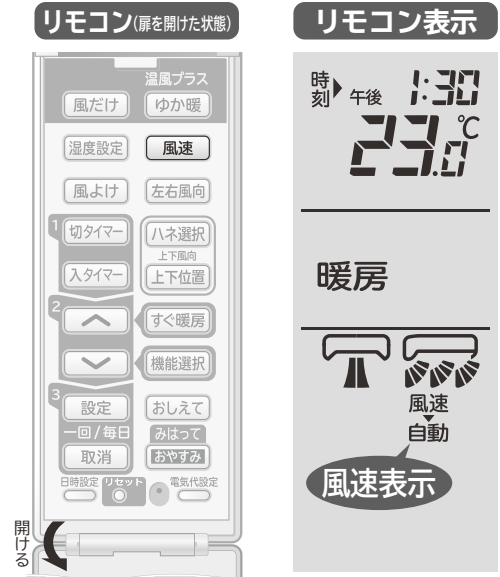 リモコン(扉を開けた状態)
温風プラス
風だけ
ゆか暖
湿度設定
風速
風よけ
左右風向
1
切タイマー
ハネ選択
上下風向
入タイマー
上下位置
2
すぐ暖房
機能選択
3
設定
おしえて
一回/毎日
みはって
取消
おやすみ
日時設定
リセット
電気代設定
開ける
リモコン表示
時刻
午後
1:30
23.0℃
暖房
風速
自動
風速表示